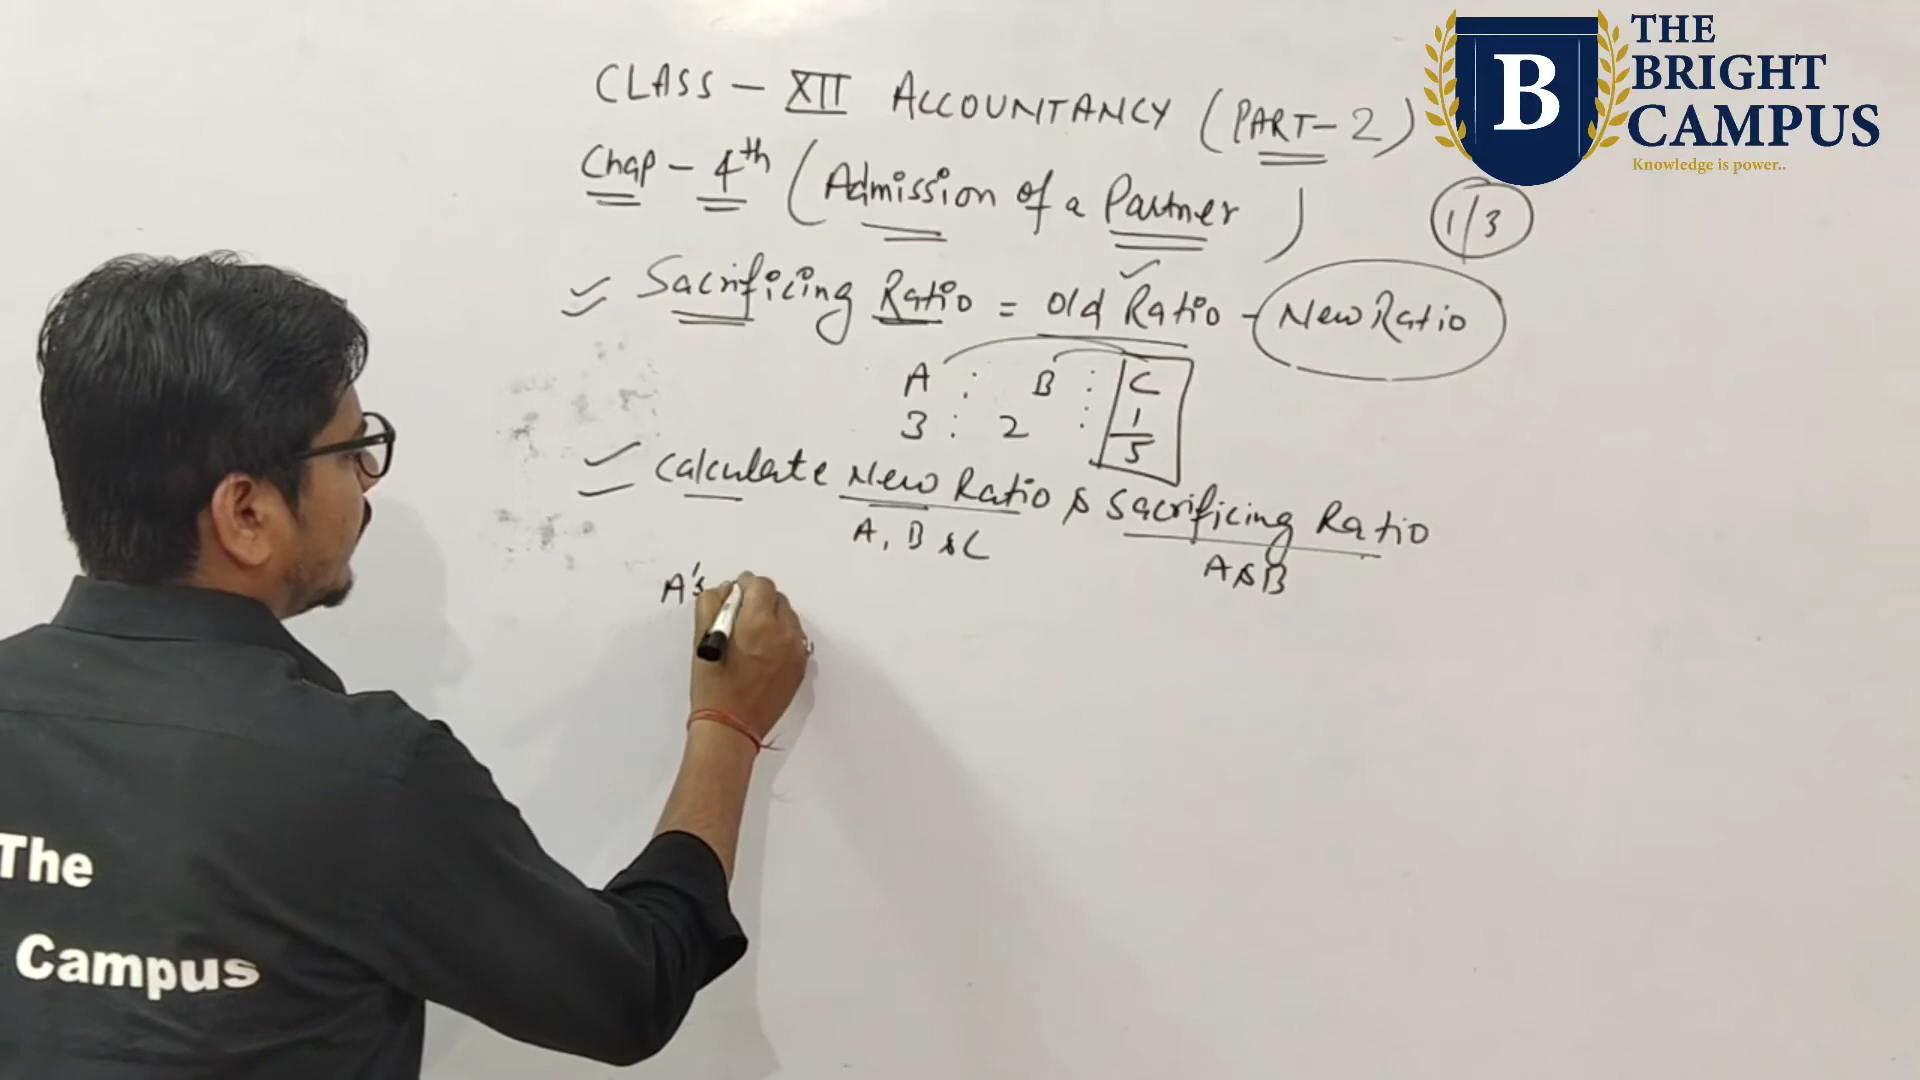 THE
BRIGHT
CAMPUS
Knowledge is power..
B
CLASS - XII ACCOUNTANCY (PART-2)
Chap - 4th (Admission of a Partner)
1/3
Sacrificing Ratio = Old Ratio - New Ratio
A : B : C
3 : 2 : 1/5
Calculate New Ratio & Sacrificing Ratio
A, B & C
A & B
A's
The
Campus